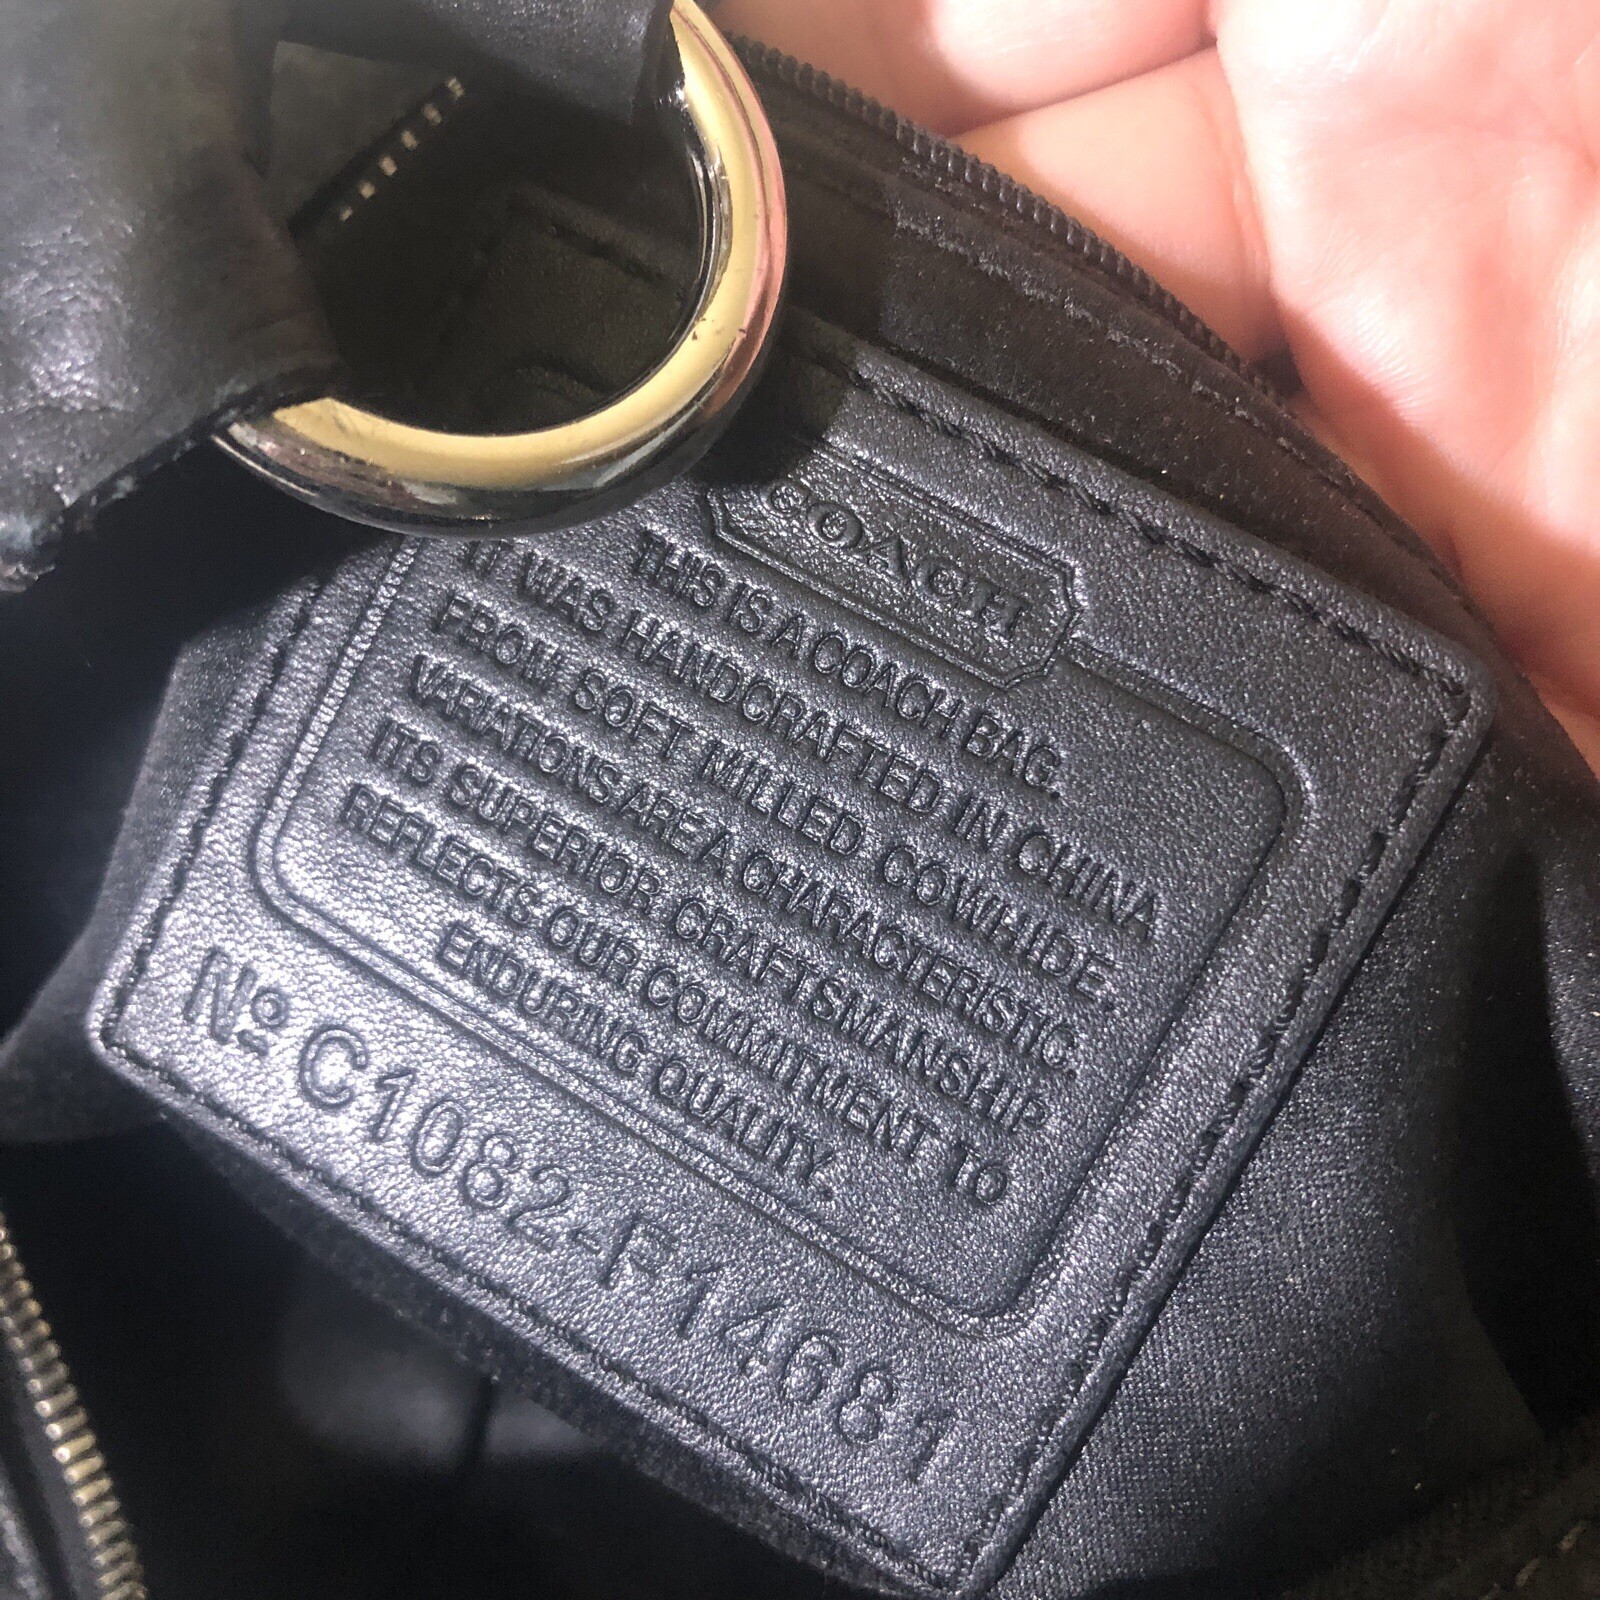 COACH
THIS IS A COACH BAG.
IT WAS HANDCRAFTED IN CHINA
FROM SOFT MILLED COWHIDE.
VARIATIONS ARE A CHARACTERISTIC.
ITS SUPERIOR CRAFTSMANSHIP
REFLECTS OUR COMMITMENT TO
ENDURING QUALITY.
Nº C1082-F14681